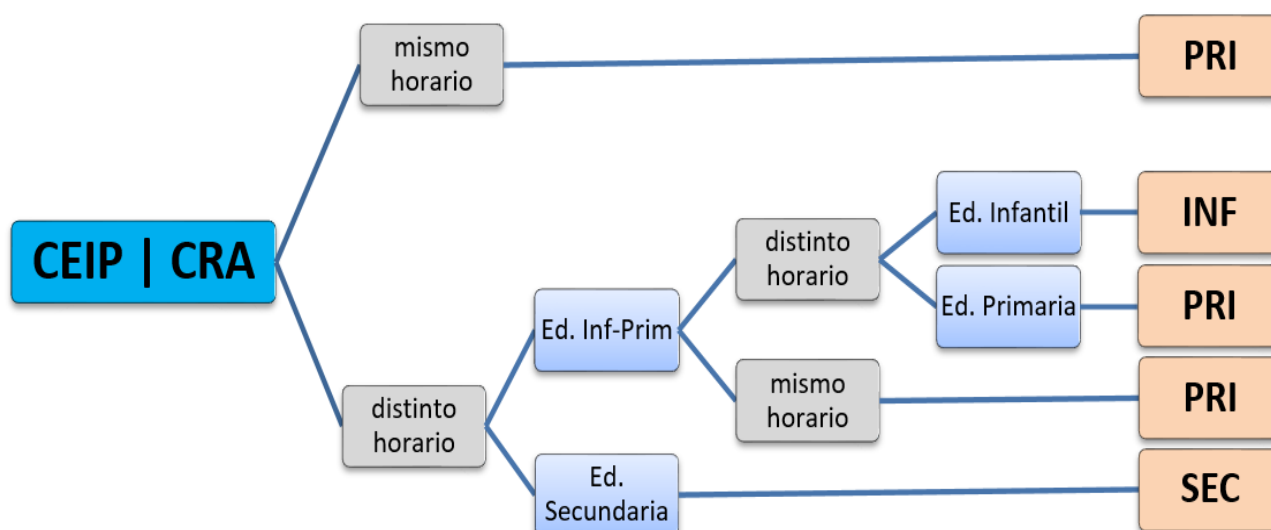 mismo
horario
PRI
CEIP | CRA
distinto
horario
Ed. Inf-Prim
distinto
horario
Ed. Infantil
INF
Ed. Primaria
PRI
mismo
horario
PRI
Ed.
Secundaria
SEC